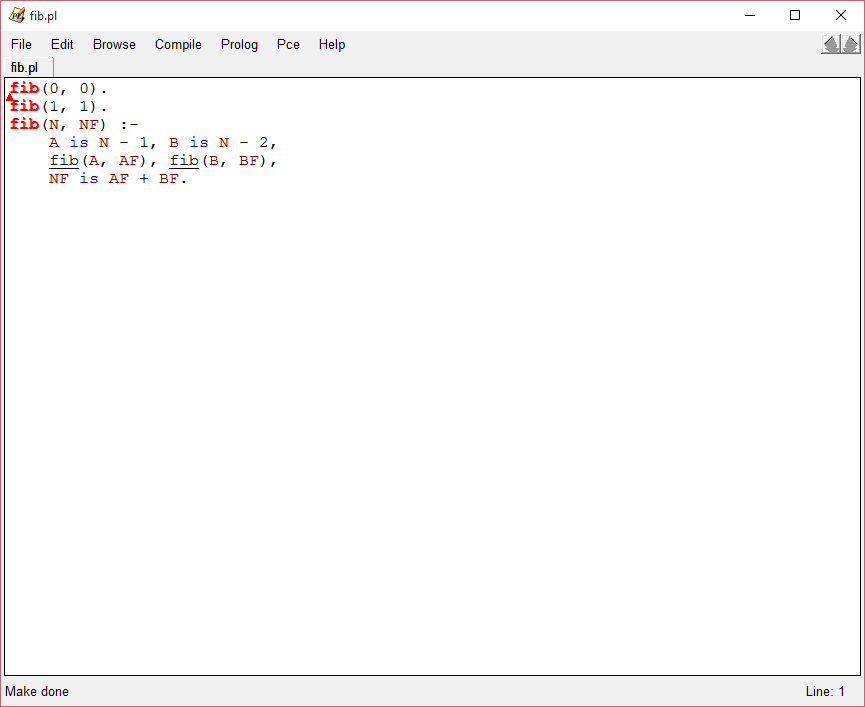 fib.pl
File Edit Browse Compile Prolog Pce Help
fib.pl
fib(0, 0).
fib(1, 1).
fib(N, NF) :-
    A is N - 1, B is N - 2,
    fib(A, AF), fib(B, BF),
    NF is AF + BF.
Make done Line: 1